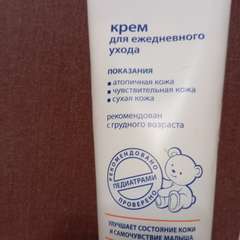 крем
для ежедневного
ухода
ПОКАЗАНИЯ
▪ атопичная кожа
▪ чувствительная кожа
▪ сухая кожа
рекомендован
с грудного возраста
РЕКОМЕНДОВАНО
ПЕДИАТРАМИ
ПРОВЕРЕНО
УЛУЧШАЕТ СОСТОЯНИЕ КОЖИ
И САМОЧУВСТВИЕ МАЛЫША